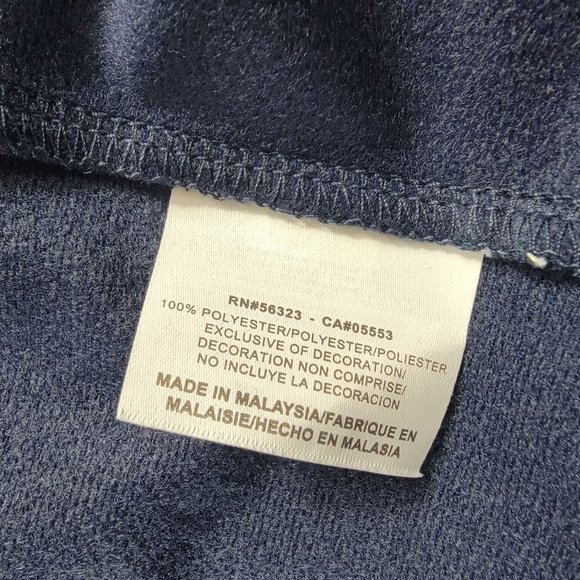 RN#56323 - CA#05553
100% POLYESTER/POLYESTER/POLIESTER
EXCLUSIVE OF DECORATION/
DECORATION NON COMPRISE/
NO INCLUYE LA DECORACION
MADE IN MALAYSIA/FABRIQUE EN
MALAISIE/HECHO EN MALASIA